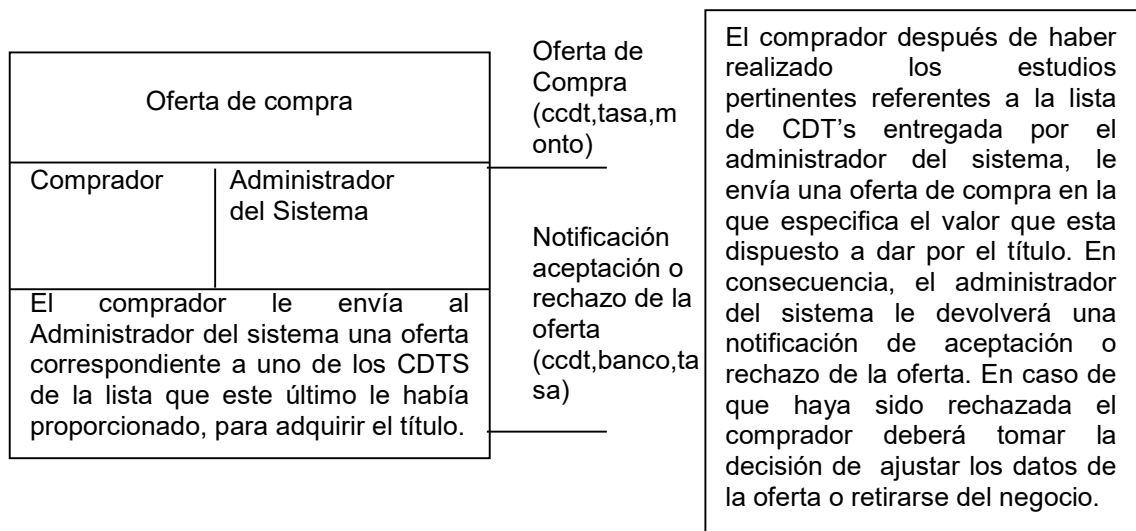 Oferta de compra
Comprador
Administrador
del Sistema
El comprador le envía al
Administrador del sistema una oferta
correspondiente a uno de los CDTS
de la lista que este último le había
proporcionado, para adquirir el título.
Oferta de
Compra
(ccdt,tasa,m
onto)
Notificación
aceptación o
rechazo de la
oferta
(ccdt,banco,ta
sa)
El comprador después de haber
realizado los estudios
pertinentes referentes a la lista
de CDT's entregada por el
administrador del sistema, le
envía una oferta de compra en la
que especifica el valor que esta
dispuesto a dar por el título. En
consecuencia, el administrador
del sistema le devolverá una
notificación de aceptación o
rechazo de la oferta. En caso de
que haya sido rechazada el
comprador deberá tomar la
decisión de ajustar los datos de
la oferta o retirarse del negocio.